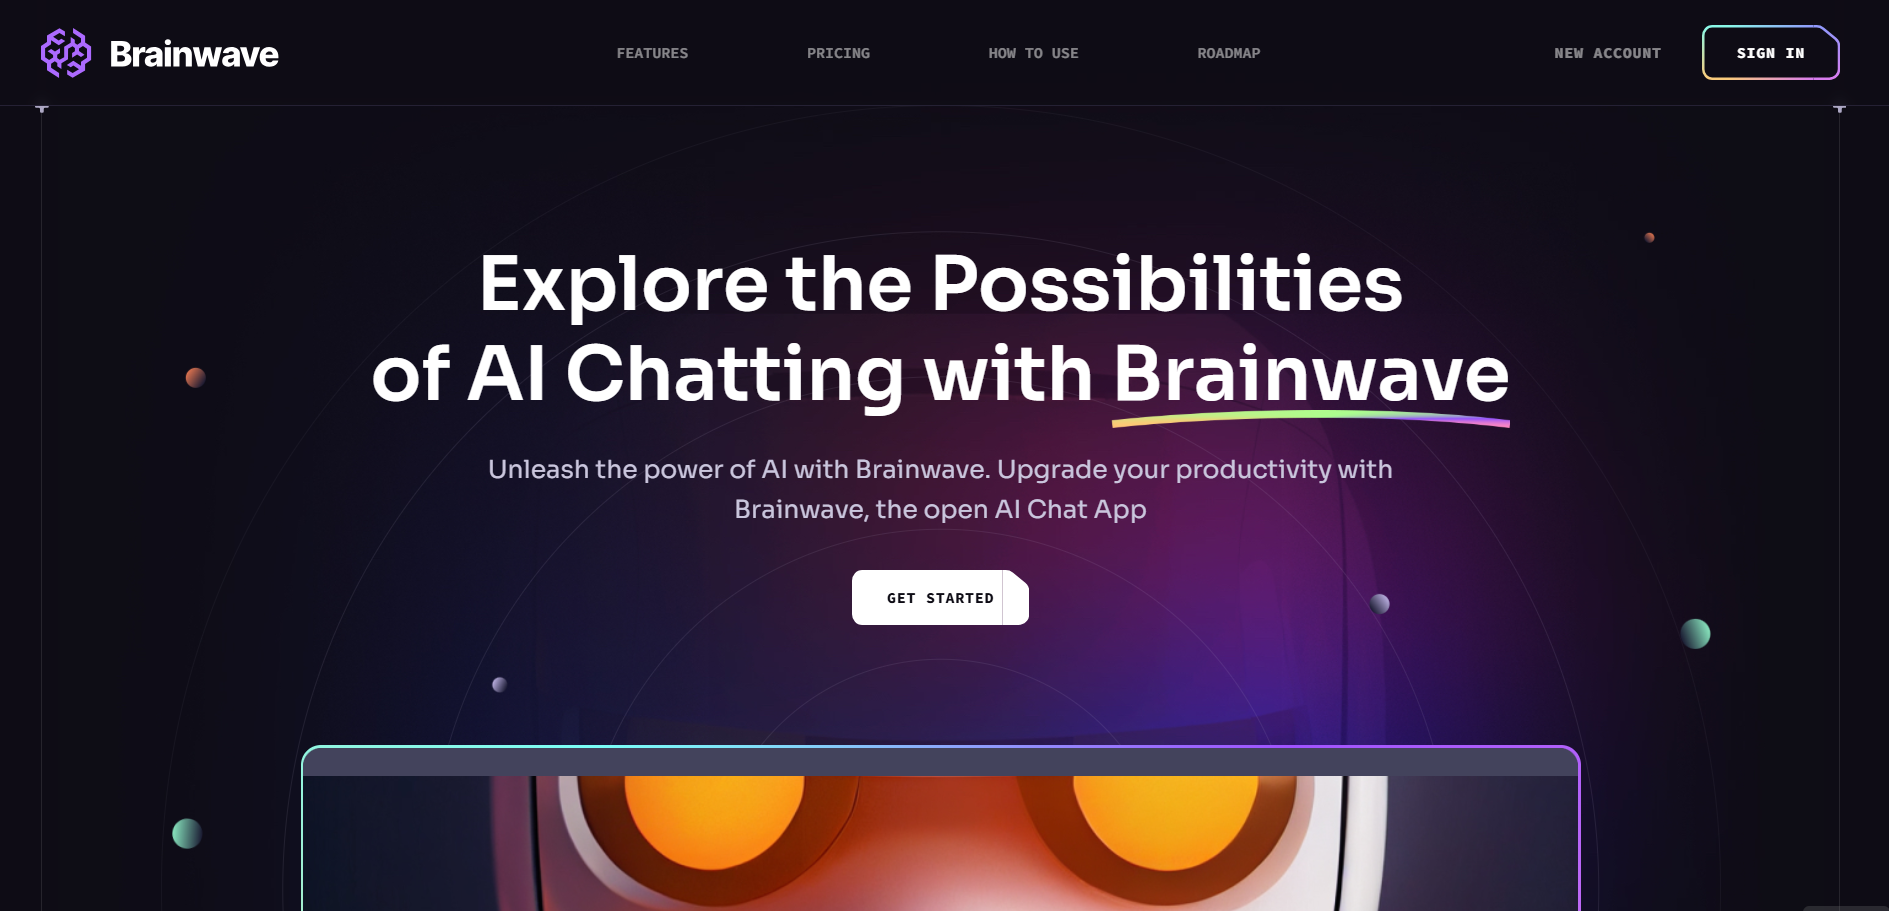 Brainwave
FEATURES
PRICING
HOW TO USE
ROADMAP
NEW ACCOUNT
SIGN IN
Explore the Possibilities
of AI Chatting with Brainwave
Unleash the power of AI with Brainwave. Upgrade your productivity with
Brainwave, the open AI Chat App
GET STARTED